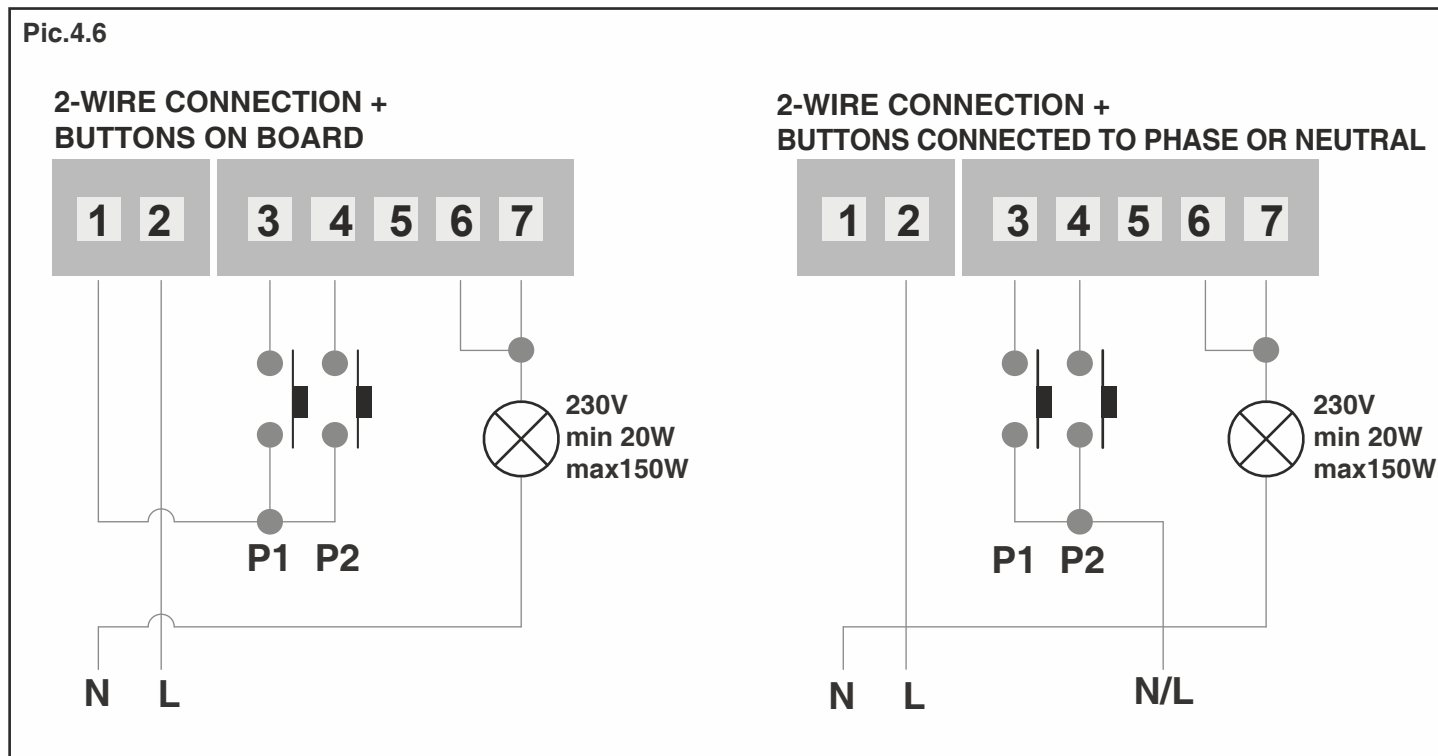 Pic.4.6
2-WIRE CONNECTION +
BUTTONS ON BOARD
1 2 3 4 5 6 7
230V
min 20W
max150W
P1 P2
N L
2-WIRE CONNECTION +
BUTTONS CONNECTED TO PHASE OR NEUTRAL
1 2 3 4 5 6 7
230V
min 20W
max150W
P1 P2
N L N/L